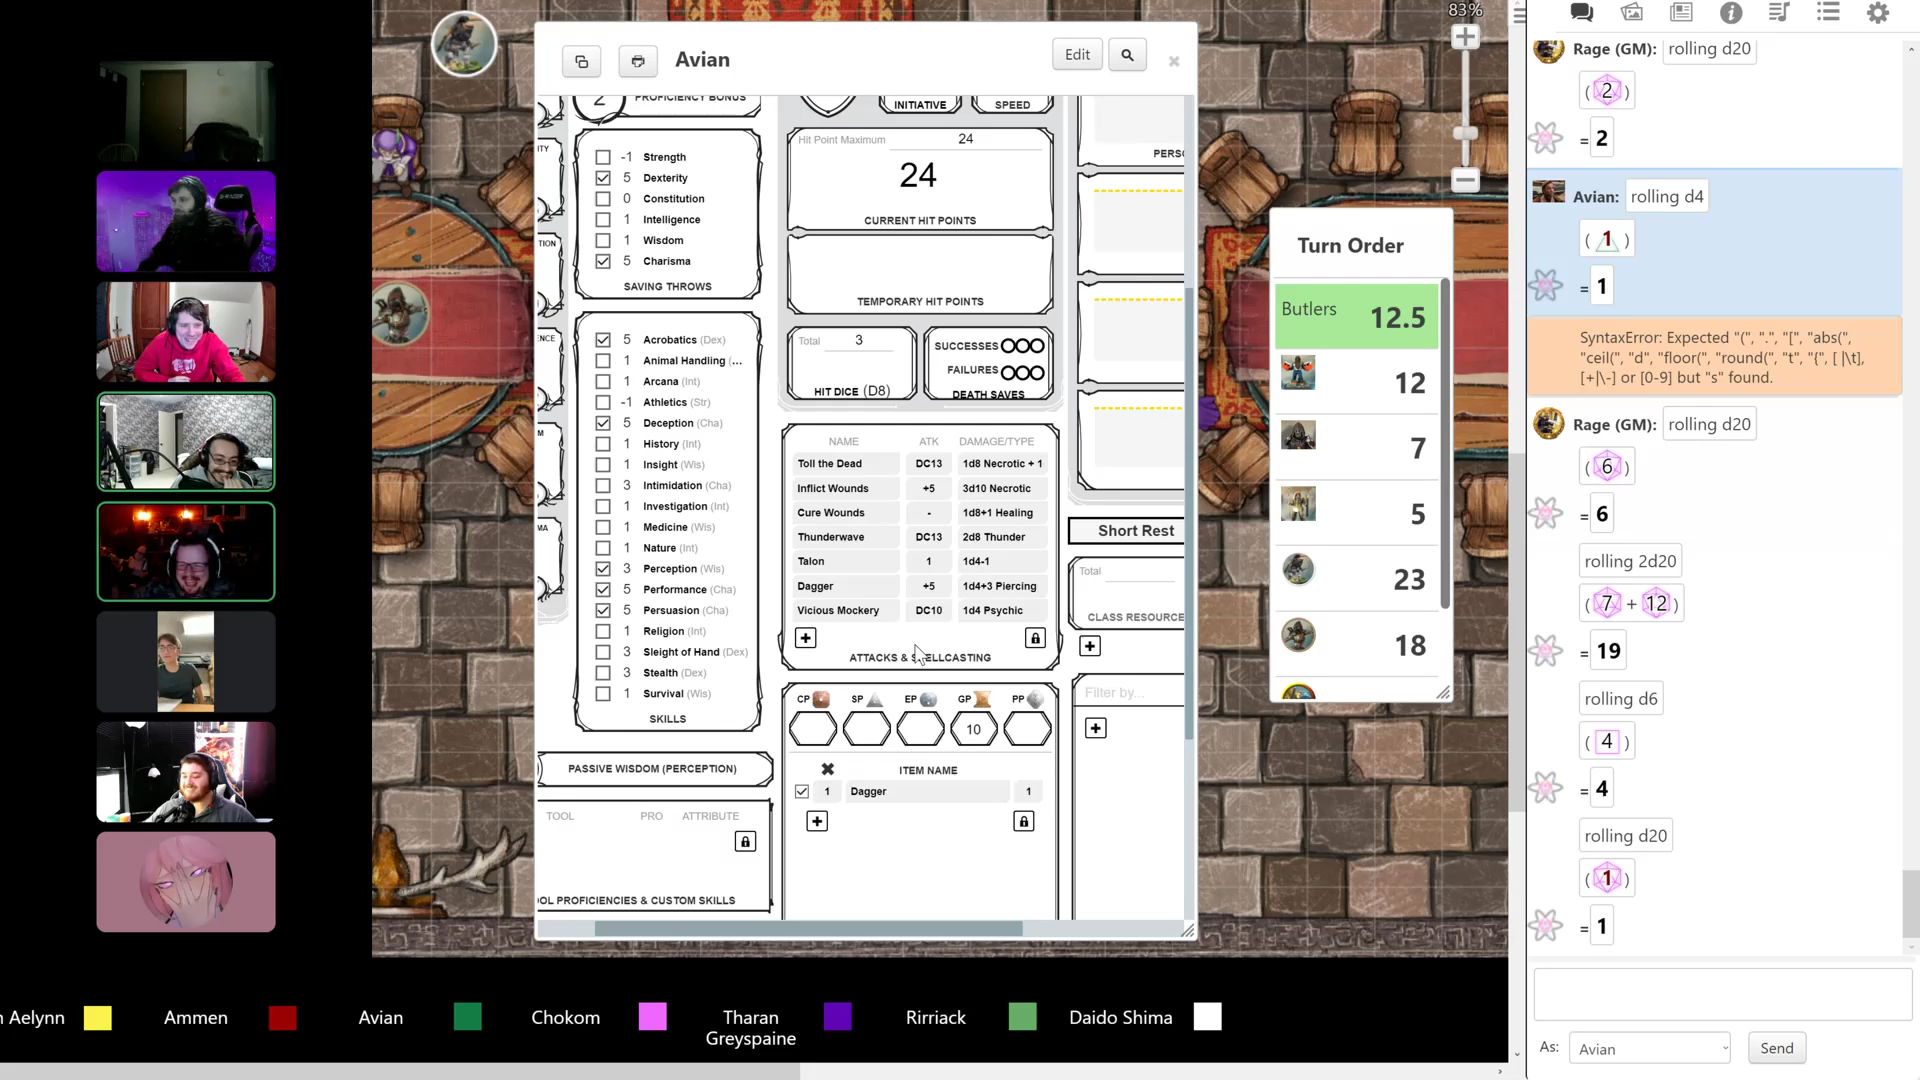 83%
Avian
Edit
2
PROFICIENCY BONUS
-1 Strength
5 Dexterity
0 Constitution
1 Intelligence
1 Wisdom
5 Charisma
SAVING THROWS
5 Acrobatics (Dex)
1 Animal Handling (...
1 Arcana (Int)
-1 Athletics (Str)
5 Deception (Cha)
1 History (Int)
1 Insight (Wis)
3 Intimidation (Cha)
1 Investigation (Int)
1 Medicine (Wis)
1 Nature (Int)
3 Perception (Wis)
5 Performance (Cha)
5 Persuasion (Cha)
1 Religion (Int)
3 Sleight of Hand (Dex)
3 Stealth (Dex)
1 Survival (Wis)
SKILLS
PASSIVE WISDOM (PERCEPTION)
TOOL PRO ATTRIBUTE
OOL PROFICIENCIES & CUSTOM SKILLS
INITIATIVE
SPEED
Hit Point Maximum 24
24
CURRENT HIT POINTS
TEMPORARY HIT POINTS
Total 3
HIT DICE (D8)
SUCCESSES
FAILURES
DEATH SAVES
NAME ATK DAMAGE/TYPE
Toll the Dead DC13 1d8 Necrotic + 1
Inflict Wounds +5 3d10 Necrotic
Cure Wounds - 1d8+1 Healing
Thunderwave DC13 2d8 Thunder
Talon 1 1d4-1
Dagger +5 1d4+3 Piercing
Vicious Mockery DC10 1d4 Psychic
+
ATTACKS & SPELLCASTING
CP SP EP GP PP
10
ITEM NAME
1 Dagger 1
+
PERS
Short Rest
Total
CLASS RESOURCE
+
Filter by...
+
Turn Order
Butlers 12.5
12
7
5
23
18
Rage (GM): rolling d20
(2)
= 2
Avian: rolling d4
(1)
= 1
SyntaxError: Expected "(", ".", "[", "abs(",
"ceil(", "d", "floor(", "round(", "t", "{", [ |\t],
[+|\-] or [0-9] but "s" found.
Rage (GM): rolling d20
(6)
= 6
rolling 2d20
(7 + 12)
= 19
rolling d6
(4)
= 4
rolling d20
(1)
= 1
As: Avian
Send
n Aelynn
Ammen
Avian
Chokom
Tharan
Greyspaine
Rirriack
Daido Shima